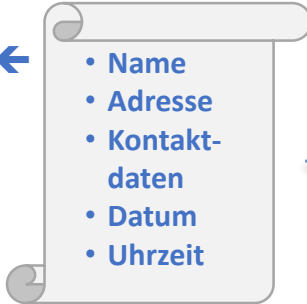 • Name
• Adresse
• Kontakt-
daten
• Datum
• Uhrzeit